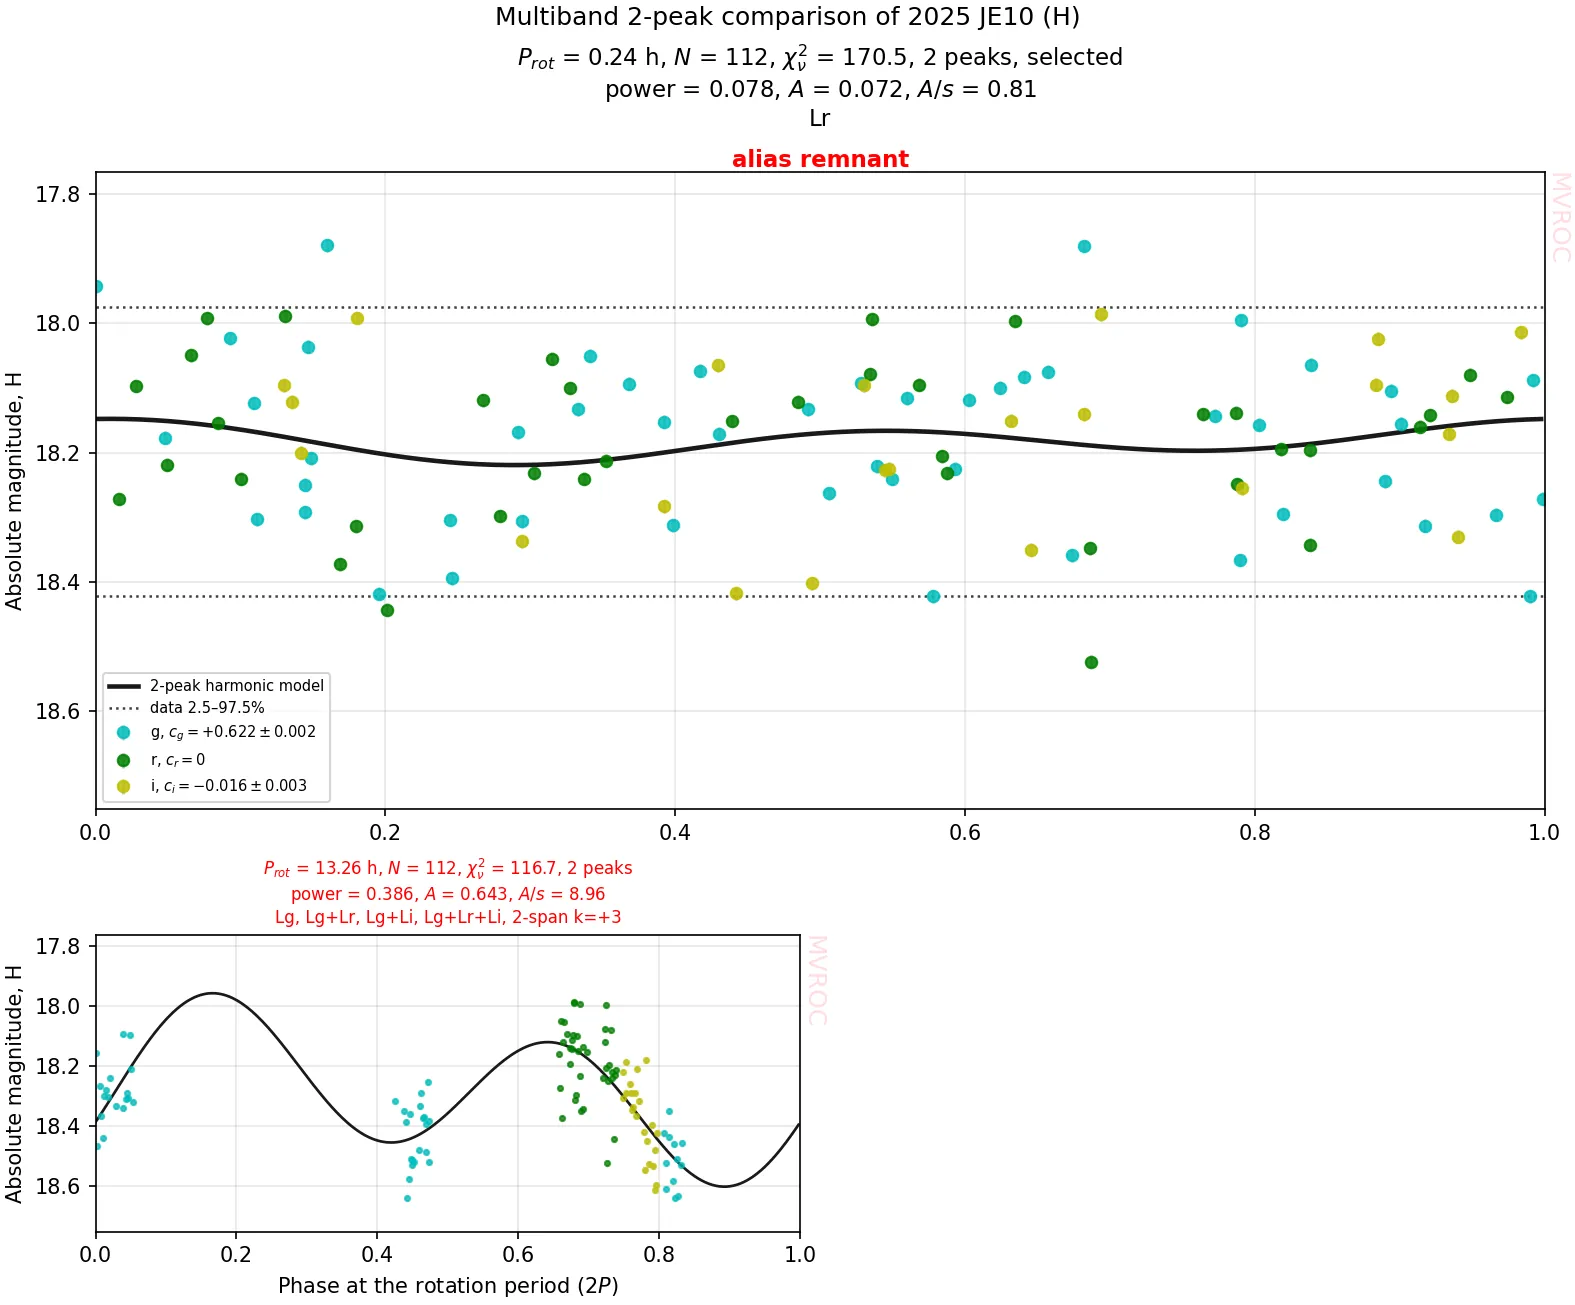 Multiband 2-peak comparison of 2025 JE10 (H)
P_rot = 0.24 h, N = 112, χ²_ν = 170.5, 2 peaks, selected
power = 0.078, A = 0.072, A/s = 0.81
Lr
alias remnant
MVROC
17.8
18.0
18.2
18.4
18.6
Absolute magnitude, H
2-peak harmonic model
data 2.5–97.5%
g, c_g = +0.622 ± 0.002
r, c_r = 0
i, c_i = −0.016 ± 0.003
0.0 0.2 0.4 0.6 0.8 1.0
P_rot = 13.26 h, N = 112, χ²_ν = 116.7, 2 peaks
power = 0.386, A = 0.643, A/s = 8.96
Lg, Lg+Lr, Lg+Li, Lg+Lr+Li, 2-span k=+3
MVROC
17.8
18.0
18.2
18.4
18.6
Absolute magnitude, H
0.0 0.2 0.4 0.6 0.8 1.0
Phase at the rotation period (2P)